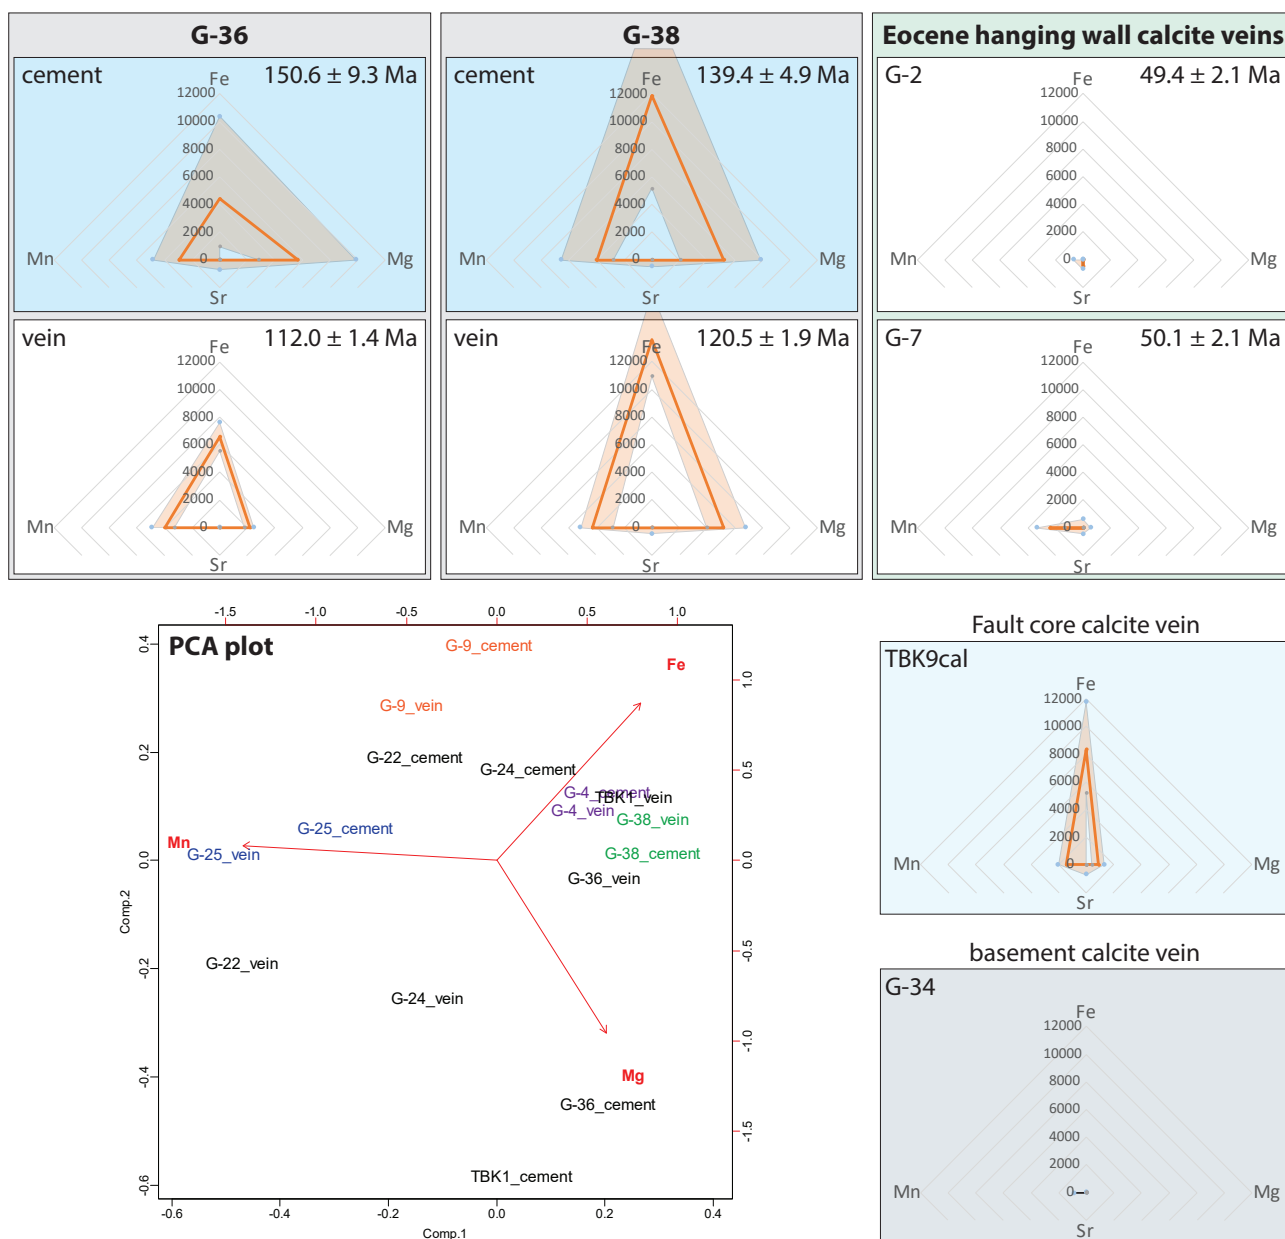 G-36
cement
150.6 ± 9.3 Ma
Fe
12000
10000
8000
6000
4000
2000
0
Mn
Mg
Sr
vein
112.0 ± 1.4 Ma
Fe
12000
10000
8000
6000
4000
2000
0
Mn
Mg
Sr
G-38
cement
139.4 ± 4.9 Ma
Fe
12000
10000
8000
6000
4000
2000
0
Mn
Mg
Sr
vein
120.5 ± 1.9 Ma
Fe
12000
10000
8000
6000
4000
2000
0
Mn
Mg
Sr
Eocene hanging wall calcite veins
G-2
49.4 ± 2.1 Ma
Fe
12000
10000
8000
6000
4000
2000
0
Mn
Mg
Sr
G-7
50.1 ± 2.1 Ma
Fe
12000
10000
8000
6000
4000
2000
0
Mn
Mg
Sr
-1.5 -1.0 -0.5 0.0 0.5 1.0
PCA plot
G-9_cement
Fe
G-9_vein
G-22_cement
G-24_cement
G-4_cement
TBK1_vein
G-4_vein
G-38_vein
G-25_cement
Mn
G-25_vein
G-38_cement
G-36_vein
G-22_vein
G-24_vein
Mg
G-36_cement
TBK1_cement
0.4
0.2
0.0
-0.2
-0.4
-0.6
Comp.2
1.0
0.5
0.0
-0.5
-1.0
-1.5
-0.6 -0.4 -0.2 0.0 0.2 0.4
Comp.1
Fault core calcite vein
TBK9cal
Fe
12000
10000
8000
6000
4000
2000
0
Mn
Mg
Sr
basement calcite vein
G-34
Fe
12000
10000
8000
6000
4000
2000
0
Mn
Mg
Sr